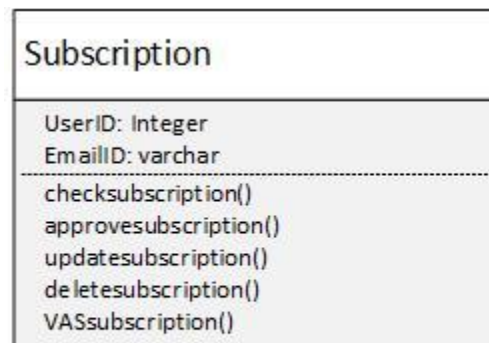 Subscription
UserID: Integer
EmailID: varchar
checksubscription()
approvesubscription()
updatesubscription()
deletesubscription()
VASsubscription()